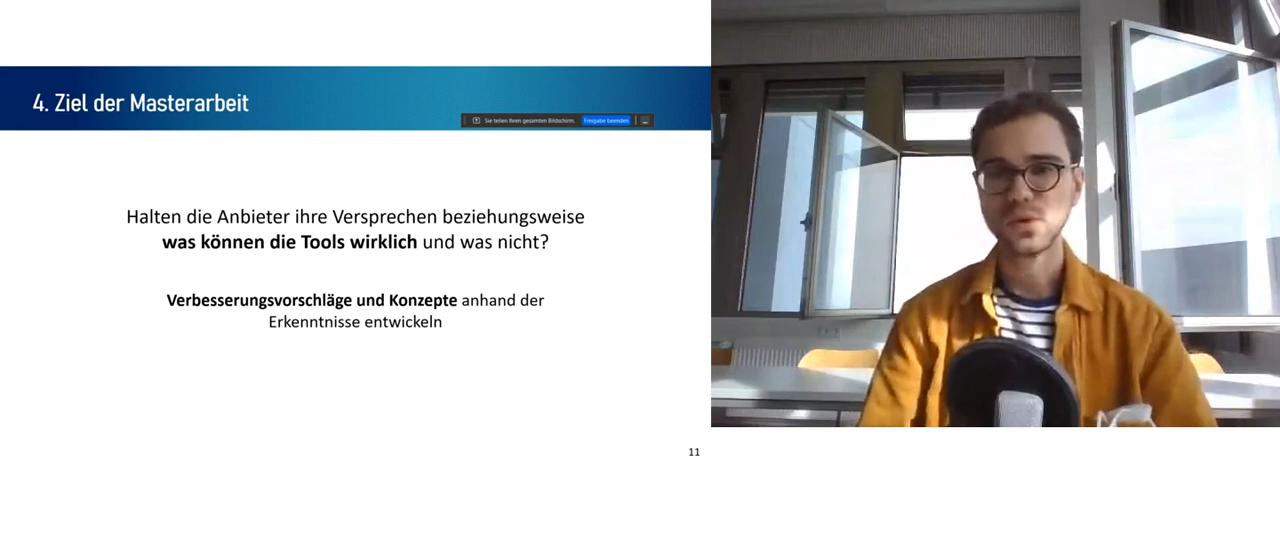 4. Ziel der Masterarbeit
Sie teilen Ihren gesamten Bildschirm.
Freigabe beenden
Halten die Anbieter ihre Versprechen beziehungsweise
was können die Tools wirklich und was nicht?
Verbesserungsvorschläge und Konzepte anhand der
Erkenntnisse entwickeln
11